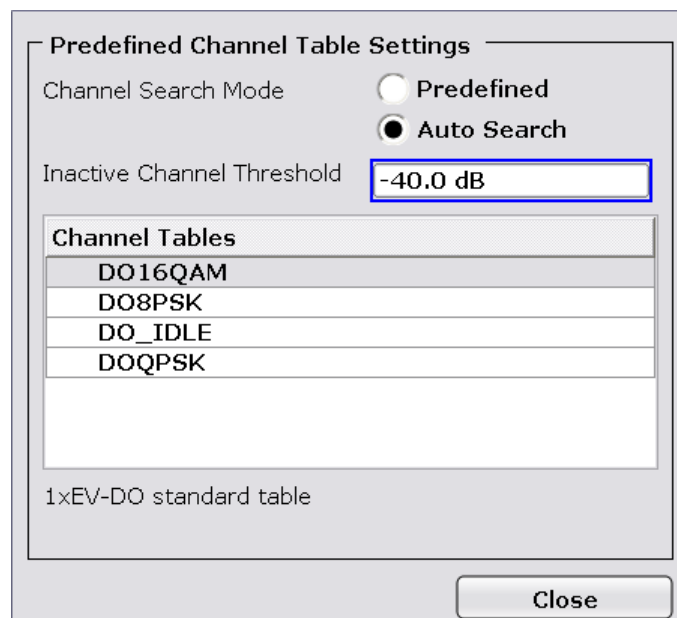 Predefined Channel Table Settings
Channel Search Mode
Predefined
Auto Search
Inactive Channel Threshold
-40.0 dB
Channel Tables
DO16QAM
DO8PSK
DO_IDLE
DOQPSK
1xEV-DO standard table
Close